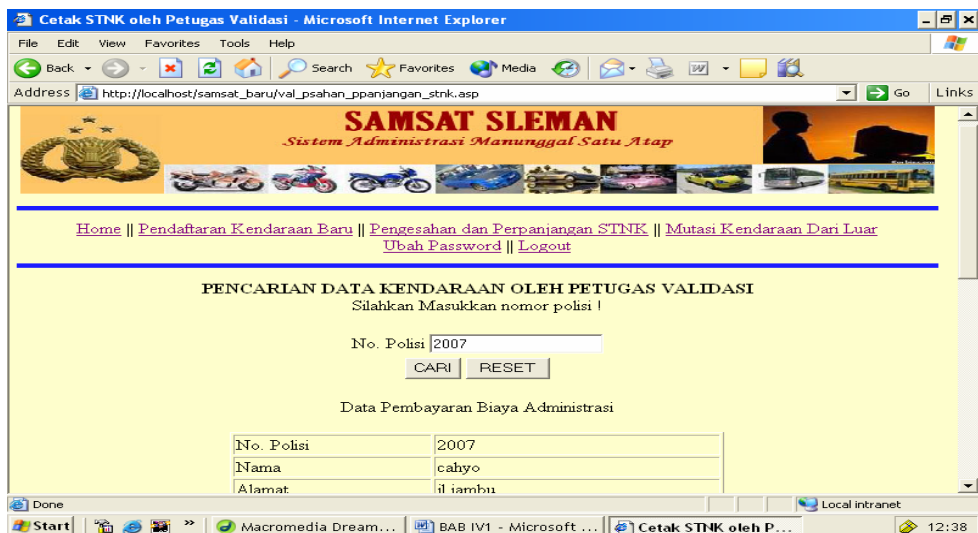 Cetak STNK oleh Petugas Validasi - Microsoft Internet Explorer
File Edit View Favorites Tools Help
Back Search Favorites Media
Address http://localhost/samsat_baru/val_psahan_ppanjangan_stnk.asp Go Links
SAMSAT SLEMAN
Sistem Administrasi Manunggal Satu Atap
Home || Pendaftaran Kendaraan Baru || Pengesahan dan Perpanjangan STNK || Mutasi Kendaraan Dari Luar
Ubah Password || Logout
PENCARIAN DATA KENDARAAN OLEH PETUGAS VALIDASI
Silahkan Masukkan nomor polisi !
No. Polisi 2007
CARI RESET
Data Pembayaran Biaya Administrasi
No. Polisi 2007
Nama cahyo
Alamat jl jambu
Done Local intranet
Start » Macromedia Dream... BAB IV1 - Microsoft ... Cetak STNK oleh P... 12:38